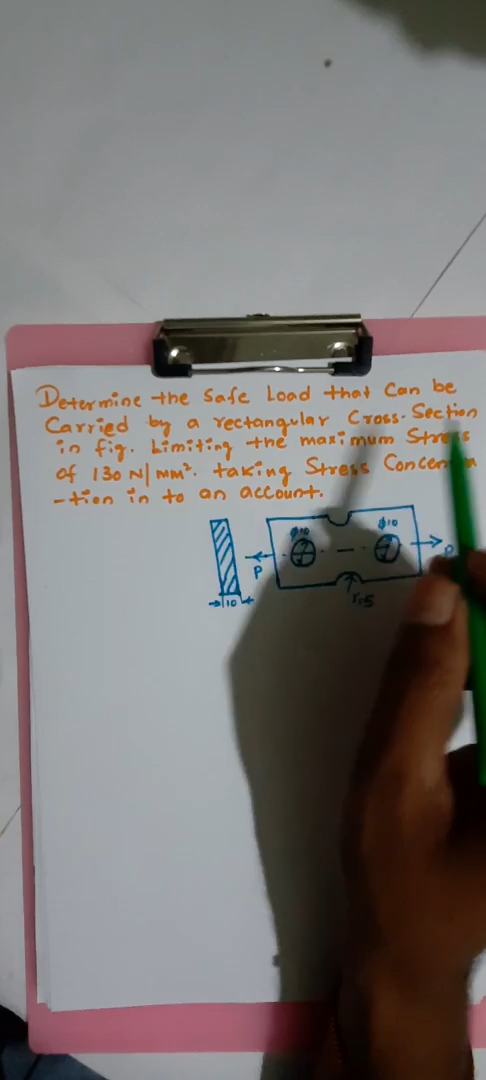 Determine the Safe Load that Can be
Carried by a rectangular Cross-Section
in fig. Limiting the maximum Stress
of 130 N/mm². taking Stress Concen
-tion in to an account.
φ10 φ10
P P
10 r=5